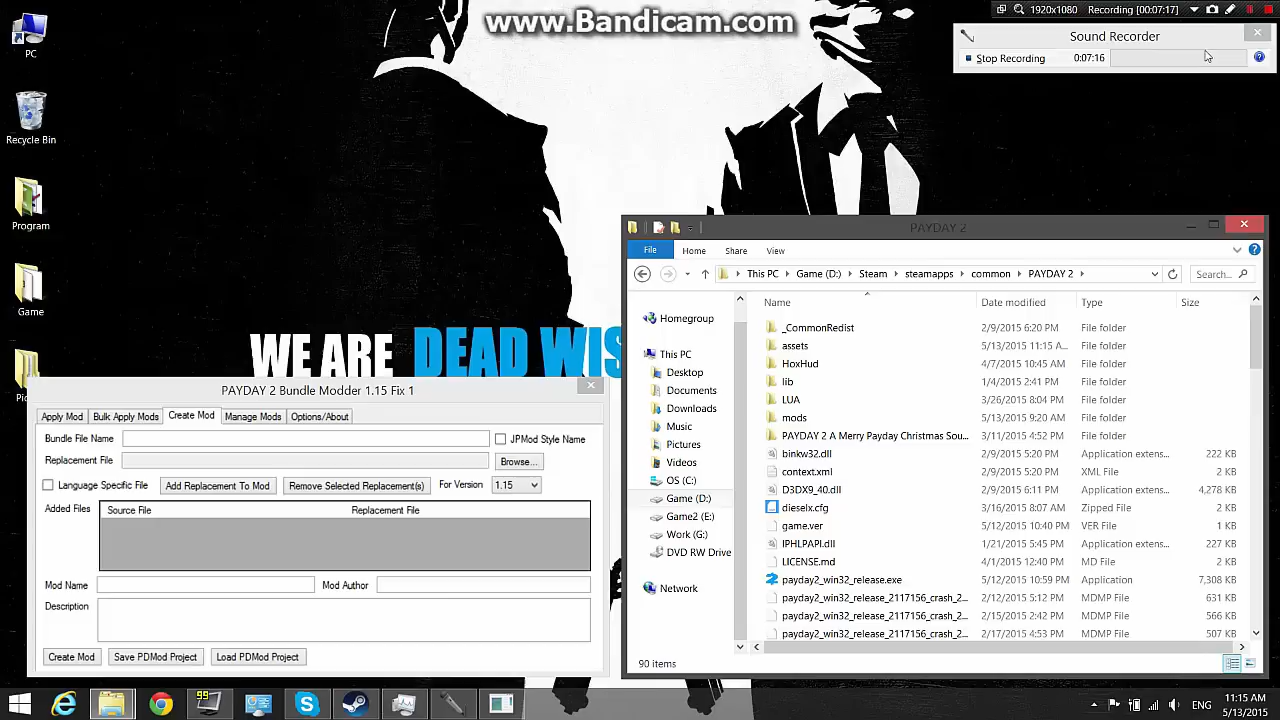 www.Bandicam.com
1920x1080 Recording [00:07:17]
Sound Recorder
Stop Recording 0:07:16
PC
Recycle Bin
Program
Game
WE ARE DEAD WIS
PAYDAY 2 Bundle Modder 1.15 Fix 1
Apply Mod Bulk Apply Mods Create Mod Manage Mods Options/About
Bundle File Name JPMod Style Name
Replacement File Browse...
Language Specific File Add Replacement To Mod Remove Selected Replacement(s) For Version 1.15
Added Files Source File Replacement File
Mod Name Mod Author
Description
Create Mod Save PDMod Project Load PDMod Project
PAYDAY 2
File Home Share View
This PC Game (D:) Steam steamapps common PAYDAY 2 Search...
Name Date modified Type Size
Homegroup
This PC
Desktop
Documents
Downloads
Music
Pictures
Videos
OS (C:)
Game (D:)
Game2 (E:)
Work (G:)
DVD RW Drive
Network
_CommonRedist 2/9/2015 6:20 PM File folder
assets 5/13/2015 11:15 A... File folder
HoxHud 4/7/2015 10:45 AM File folder
lib 1/4/2015 2:41 PM File folder
LUA 3/26/2015 8:04 PM File folder
mods 5/13/2015 9:20 AM File folder
PAYDAY 2 A Merry Payday Christmas Sou... 3/11/2015 4:52 PM File folder
binkw32.dll 2/9/2015 5:20 PM Application extens... 222 KB
context.xml 2/9/2015 5:20 PM XML File 2 KB
D3DX9_40.dll 2/9/2015 6:11 PM Application extens... 4,278 KB
dieselx.cfg 3/16/2015 8:07 AM Zipped File 2 KB
game.ver 5/12/2015 10:40 PM VER File 1 KB
IPHLPAPI.dll 1/21/2015 5:45 PM Application extens... 227 KB
LICENSE.md 4/1/2015 12:40 PM MD File 2 KB
payday2_win32_release.exe 5/12/2015 10:59 PM Application 7,308 KB
payday2_win32_release_2117156_crash_2... 2/12/2015 5:12 PM MDMP File 631 KB
payday2_win32_release_2117156_crash_2... 2/15/2015 2:42 PM MDMP File 566 KB
payday2_win32_release_2117156_crash_2... 2/17/2015 4:53 PM MDMP File 507 KB
90 items
ENG
11:15 AM
5/13/2015